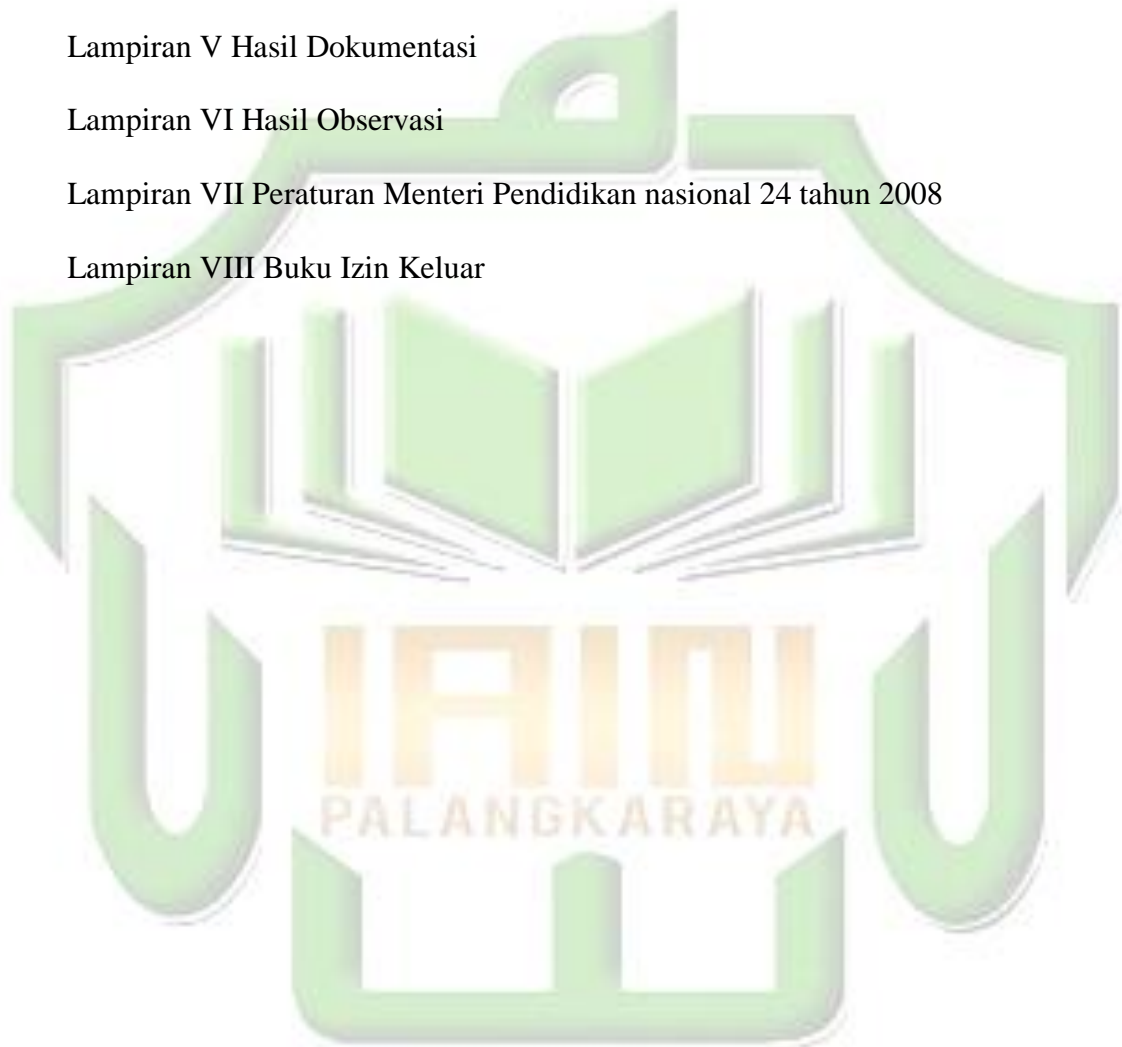 Lampiran V Hasil Dokumentasi
Lampiran VI Hasil Observasi
Lampiran VII Peraturan Menteri Pendidikan nasional 24 tahun 2008
Lampiran VIII Buku Izin Keluar
IAIN
PALANGKARAYA